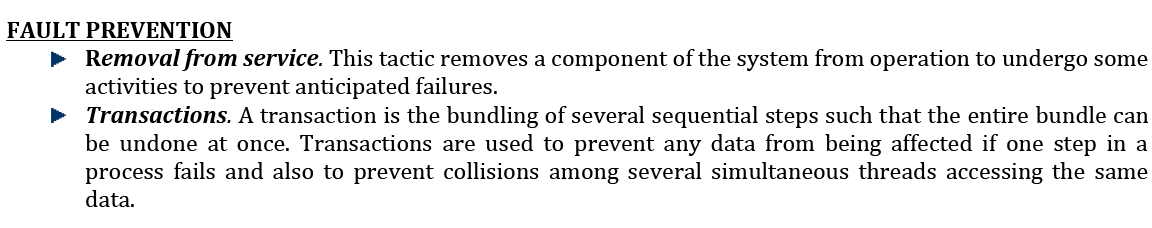 FAULT PREVENTION
Removal from service. This tactic removes a component of the system from operation to undergo some
activities to prevent anticipated failures.
Transactions. A transaction is the bundling of several sequential steps such that the entire bundle can
be undone at once. Transactions are used to prevent any data from being affected if one step in a
process fails and also to prevent collisions among several simultaneous threads accessing the same
data.